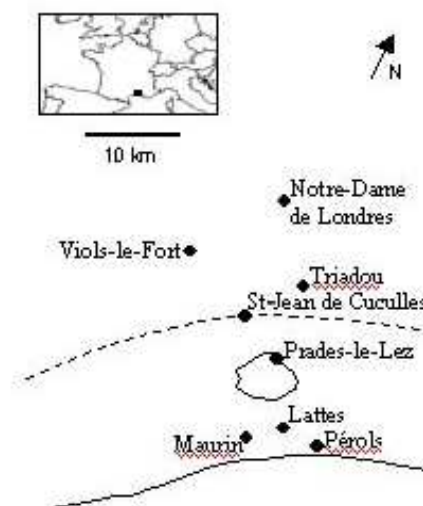 N
10 km
Notre-Dame
de Londres
Viols-le-Fort
Triadou
St-Jean de Cuculles
Prades-le-Lez
Lattes
Maurin
Pérols